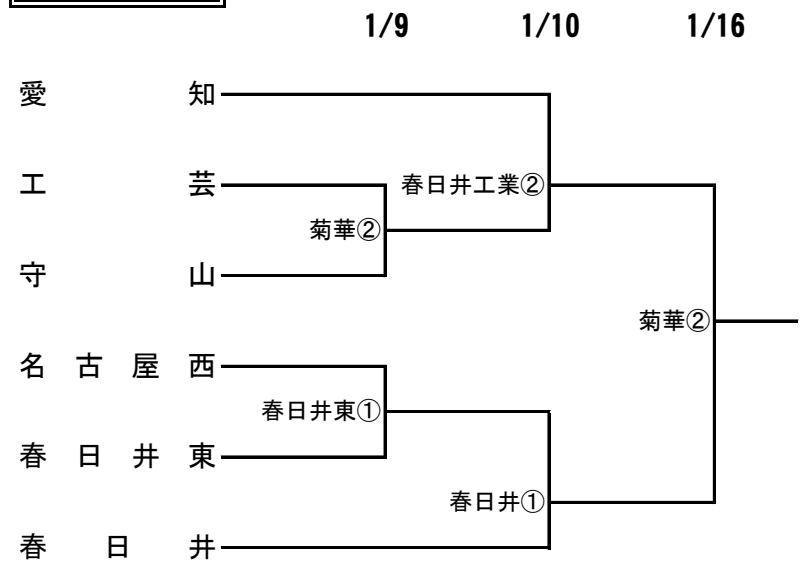 1/9 1/10 1/16
愛知
工芸
春日井工業②
菊華②
守山
菊華②
名古屋西
春日井東①
春日井東
春日井①
春日井